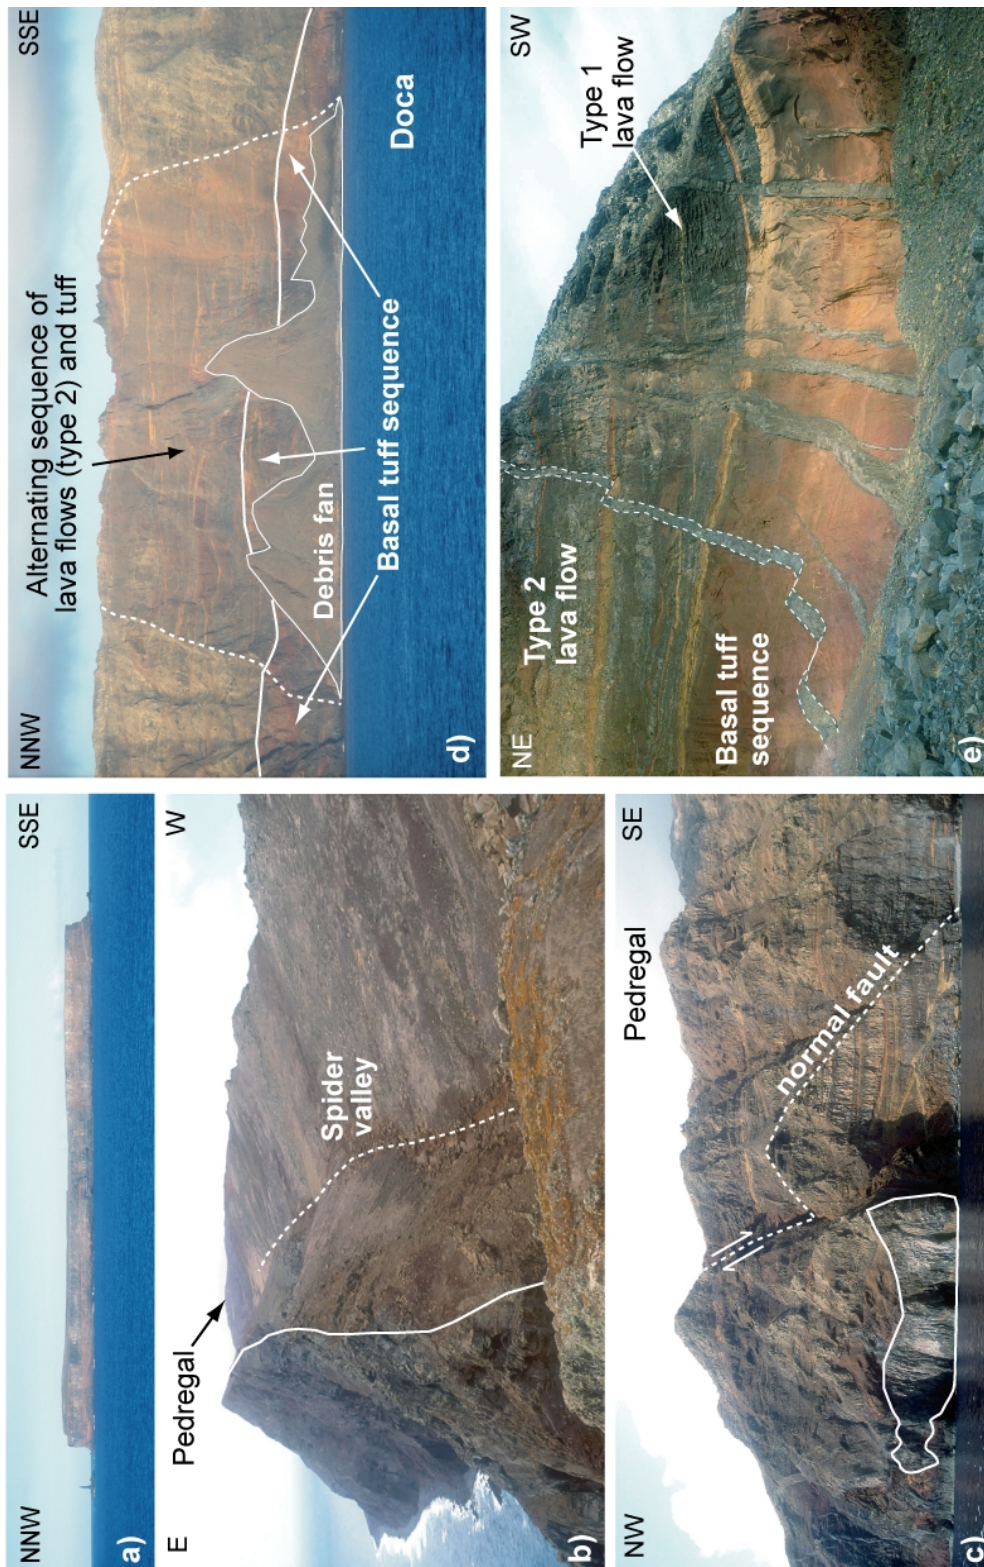 NNW
SSE
a)
E
Pedregal
W
Spider
valley
b)
NW
Pedregal
SE
normal fault
c)
NNW
Alternating sequence of
lava flows (type 2) and tuff
SSE
Debris fan
Basal tuff sequence
Doca
d)
NE
SW
Type 2
lava flow
Type 1
lava flow
Basal tuff
sequence
e)